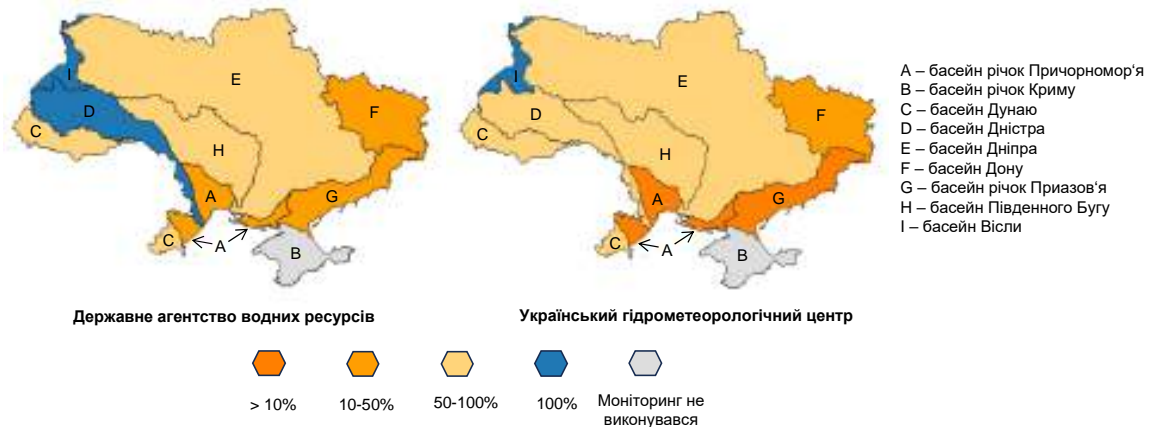 I
E
D
F
C
H
A
G
C
A
B
I
E
D
F
C
H
A
G
C
A
B
A – басейн річок Причорномор‘я
B – басейн річок Криму
C – басейн Дунаю
D – басейн Дністра
E – басейн Дніпра
F – басейн Дону
G – басейн річок Приазов‘я
H – басейн Південного Бугу
I – басейн Вісли
Державне агентство водних ресурсів
Український гідрометеорологічний центр
> 10%
10-50%
50-100%
100%
Моніторинг не
виконувався